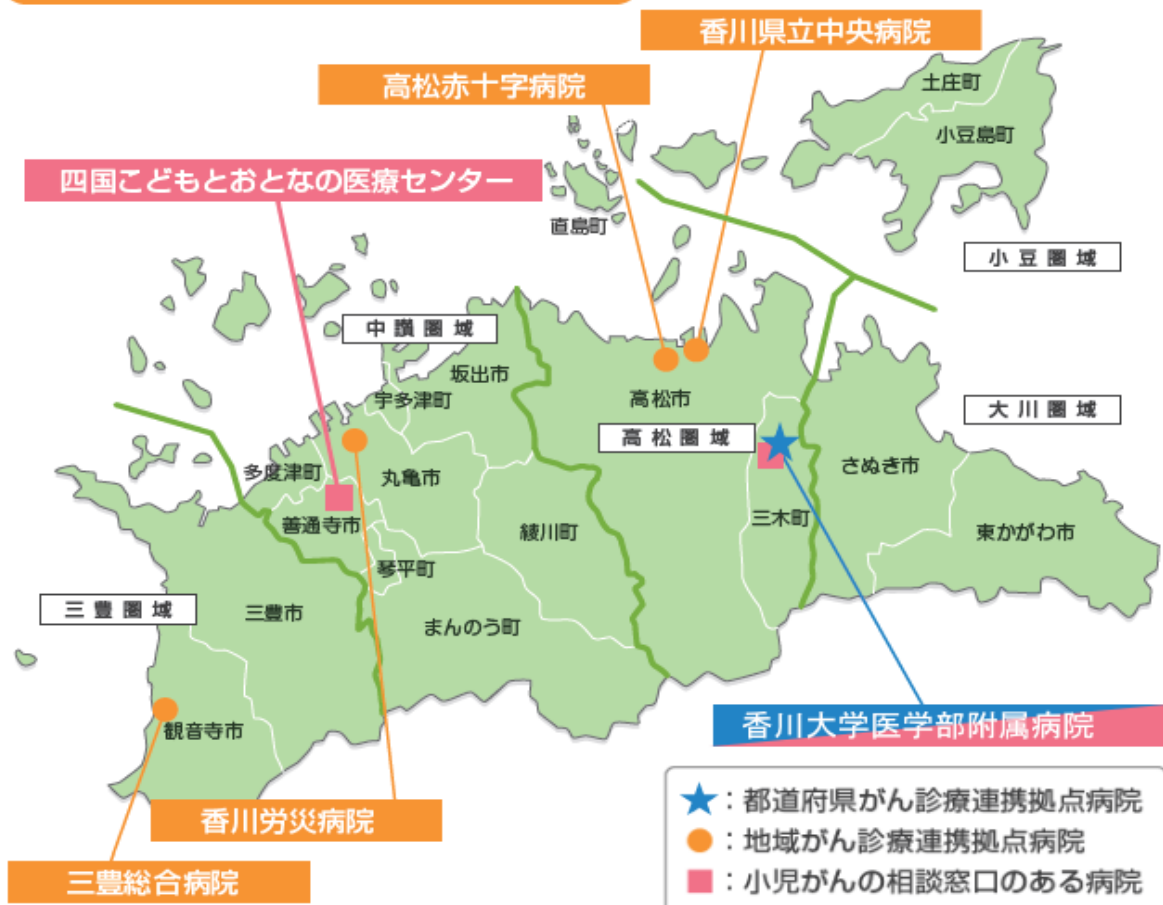 香川県立中央病院
高松赤十字病院
土庄町
小豆島町
四国こどもとおとなの医療センター
直島町
小豆圏域
中讃圏域
坂出市
宇多津町
高松市
大川圏域
高松圏域
多度津町
丸亀市
さぬき市
善通寺市
綾川町
三木町
東かがわ市
琴平町
三豊圏域
三豊市
まんのう町
観音寺市
香川大学医学部附属病院
香川労災病院
三豊総合病院
★：都道府県がん診療連携拠点病院
●：地域がん診療連携拠点病院
■：小児がんの相談窓口のある病院